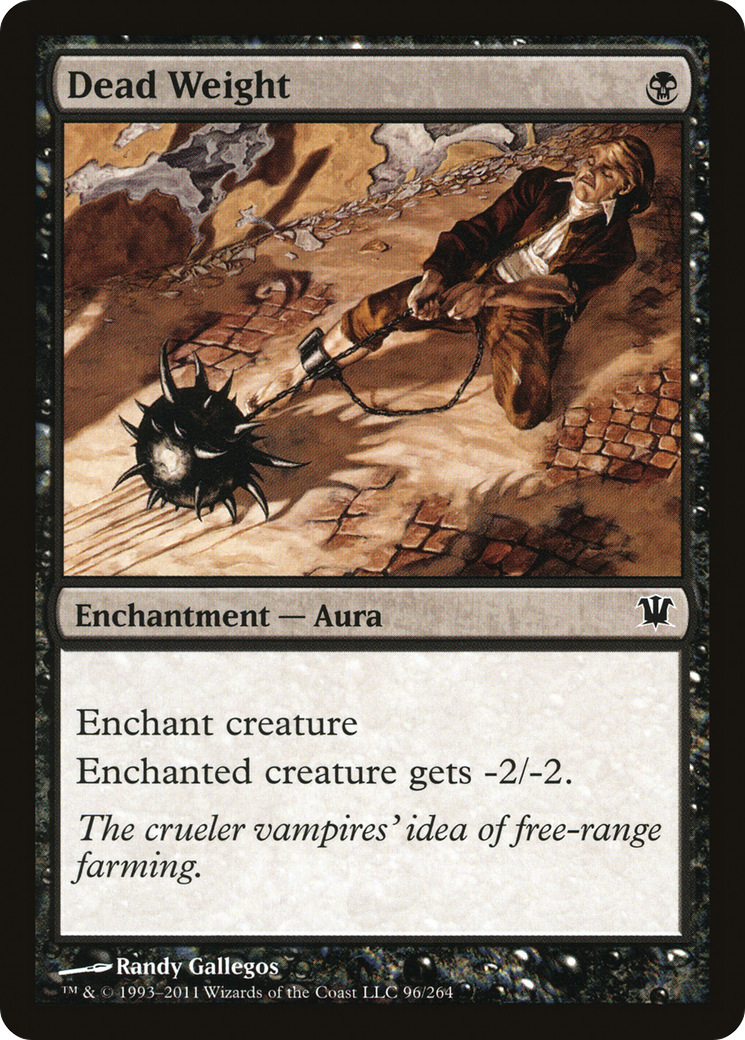 Dead Weight
Enchantment — Aura
Enchant creature
Enchanted creature gets -2/-2.
The crueler vampires’ idea of free-range
farming.
Randy Gallegos
™ & © 1993–2011 Wizards of the Coast LLC 96/264